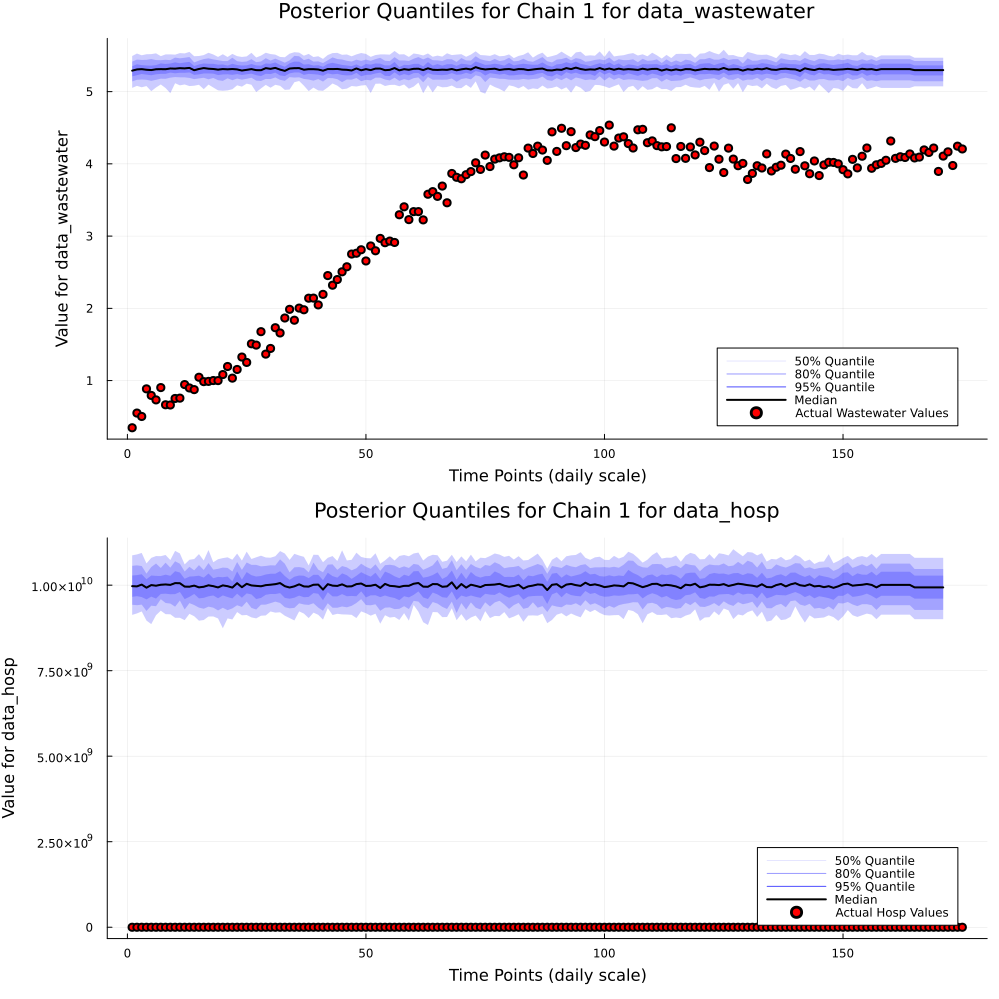 Posterior Quantiles for Chain 1 for data_wastewater
Value for data_wastewater
5
4
3
2
1
50% Quantile
80% Quantile
95% Quantile
Median
Actual Wastewater Values
0
50
100
150
Time Points (daily scale)
Posterior Quantiles for Chain 1 for data_hosp
Value for data_hosp
1.00×10¹⁰
7.50×10⁹
5.00×10⁹
2.50×10⁹
0
50% Quantile
80% Quantile
95% Quantile
Median
Actual Hosp Values
0
50
100
150
Time Points (daily scale)